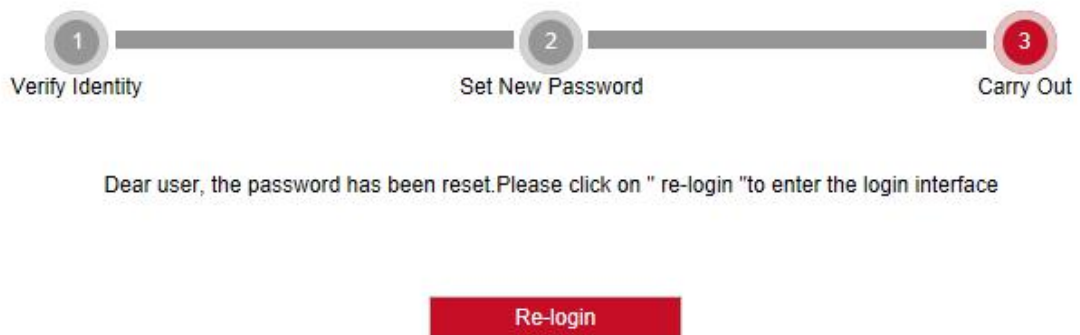 1 2 3
Verify Identity Set New Password Carry Out
Dear user, the password has been reset.Please click on " re-login "to enter the login interface
Re-login